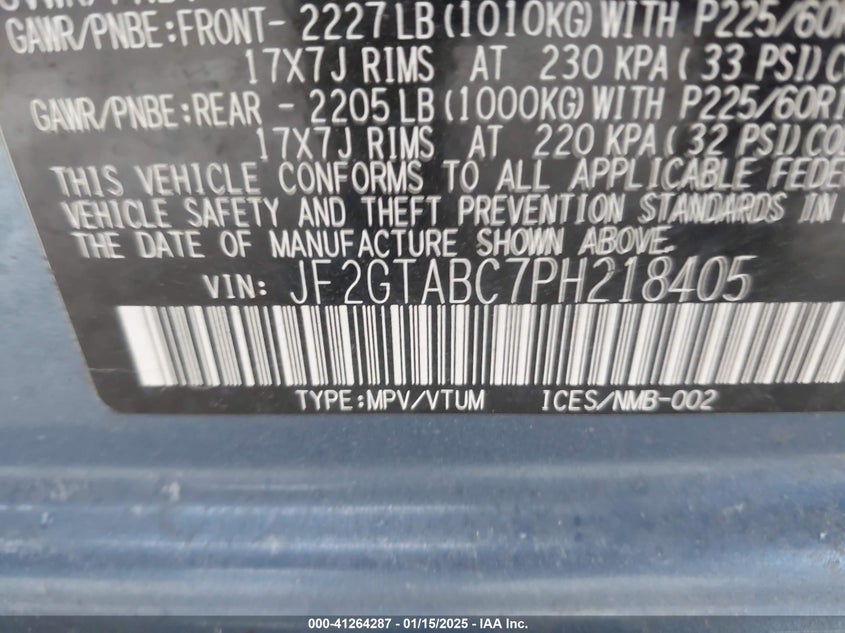 GAWR/PNBE:FRONT- 2227 LB(1010KG) WITH P225/60R
17X7J RIMS AT 230 KPA( 33 PSI)
GAWR/PNBE:REAR - 2205 LB(1000KG) WITH P225/60R1
17X7J RIMS AT 220 KPA( 32 PSI)
THIS VEHICLE CONFORMS TO ALL APPLICABLE FEDE
VEHICLE SAFETY AND THEFT PREVENTION STANDARDS IN
THE DATE OF MANUFACTURE SHOWN ABOVE.
VIN: JF2GTABC7PH218405
TYPE:MPV/VTUM ICES/NMB-002
000-41264287 - 01/15/2025 - IAA Inc.